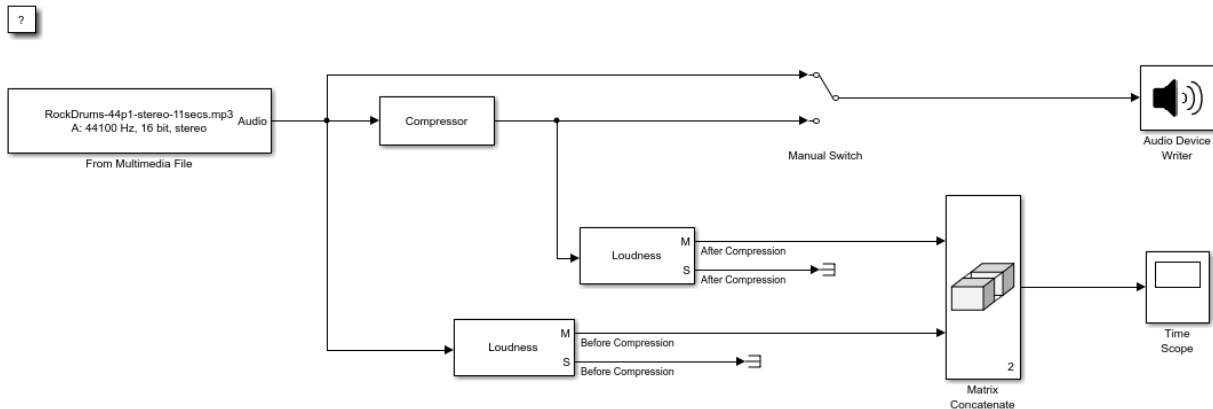 ?
RockDrums-44p1-stereo-11secs.mp3
A: 44100 Hz, 16 bit, stereo
Audio
From Multimedia File
Compressor
Manual Switch
Audio Device
Writer
Loudness
M
After Compression
S
After Compression
Loudness
M
Before Compression
S
Before Compression
2
Matrix
Concatenate
Time
Scope